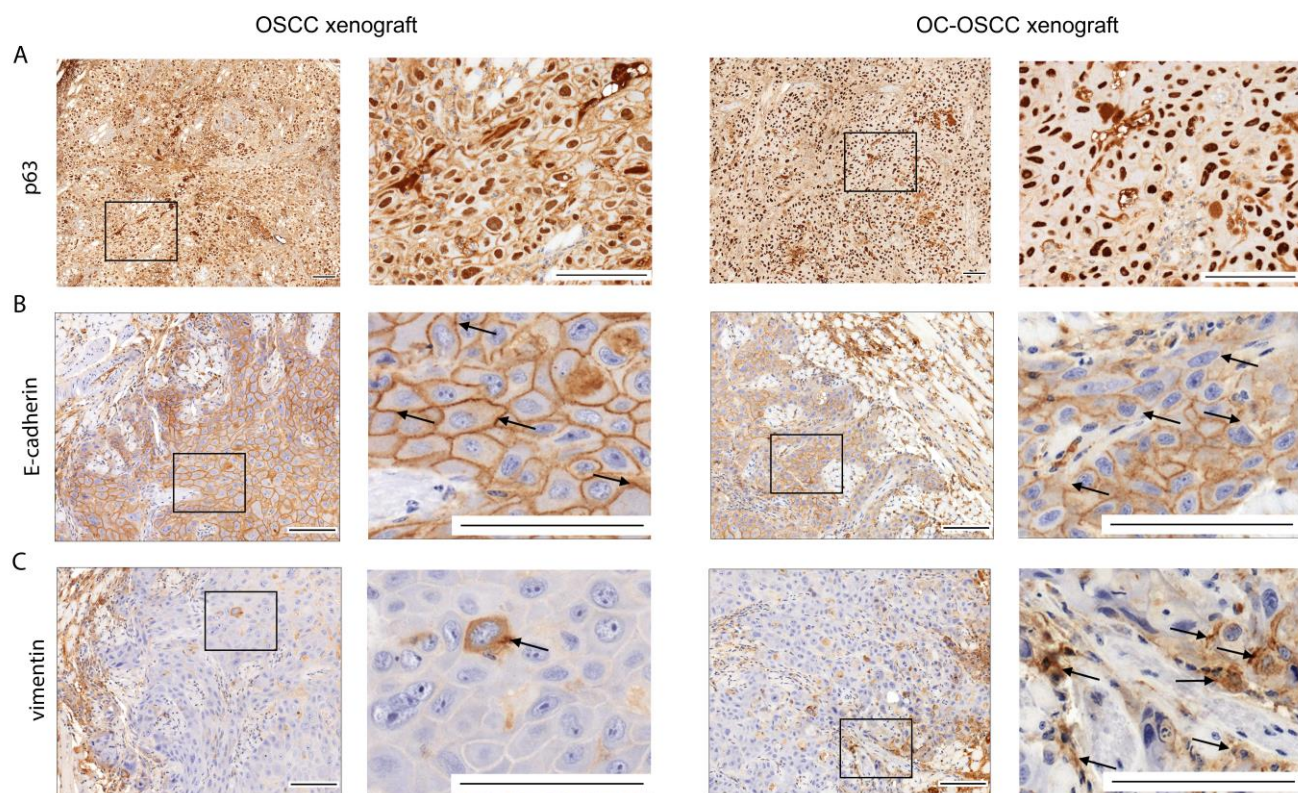 OSCC xenograft
OC-OSCC xenograft
A
p63
B
E-cadherin
C
vimentin